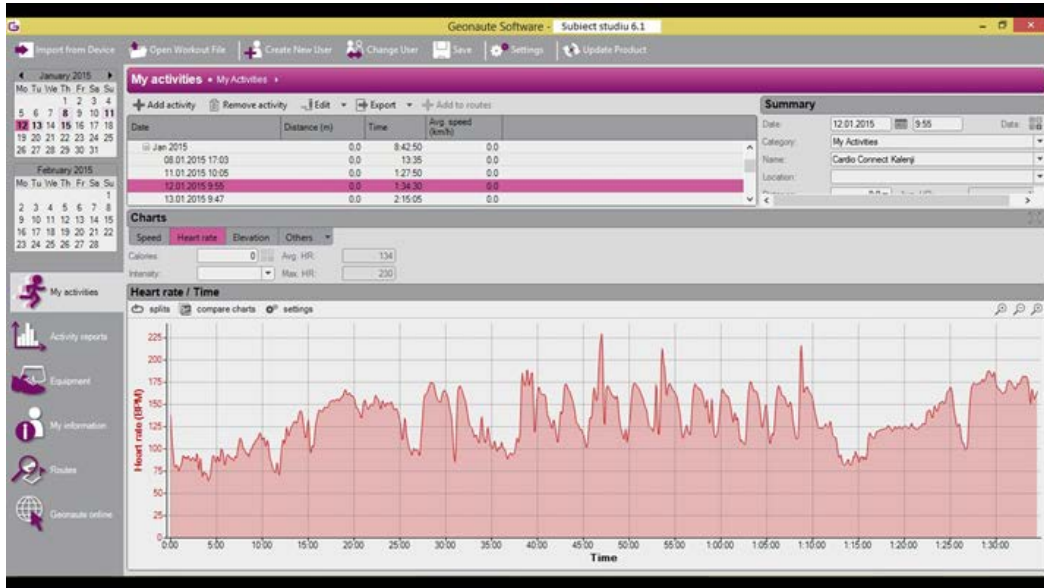 Geonaute Software - Subiect studiu 6.1
Import from Device Open Workout File Create New User Change User Save Settings Update Product
January 2015
Mo Tu We Th Fr Sa Su
1 2 3 4
5 6 7 8 9 10 11
12 13 14 15 16 17 18
19 20 21 22 23 24 25
26 27 28 29 30 31
February 2015
Mo Tu We Th Fr Sa Su
1
2 3 4 5 6 7 8
9 10 11 12 13 14 15
16 17 18 19 20 21 22
23 24 25 26 27 28
My activities
Activity reports
Equipment
My information
Routes
Geonaute online
My activities • My Activities
Add activity Remove activity Edit Export Add to routes
Date Distance (m) Time Avg. speed (km/h)
Jan 2015 0.0 8:42:50 0.0
08.01.2015 17:03 0.0 13:35 0.0
11.01.2015 10:05 0.0 1:27:50 0.0
12.01.2015 9:55 0.0 1:34:30 0.0
13.01.2015 9:47 0.0 2:15:05 0.0
Summary
Date: 12.01.2015 9:55 Data:
Category: My Activities
Name: Cardio Connect Kalenji
Location:
Charts
Speed Heart rate Elevation Others
Calories: 0 Avg. HR: 134
Intensity: Max. HR: 230
Heart rate / Time
splits compare charts settings
Heart rate (BPM)
225
200
175
150
125
100
75
50
25
0
0:00 5:00 10:00 15:00 20:00 25:00 30:00 35:00 40:00 45:00 50:00 55:00 1:00:00 1:05:00 1:10:00 1:15:00 1:20:00 1:25:00 1:30:00
Time